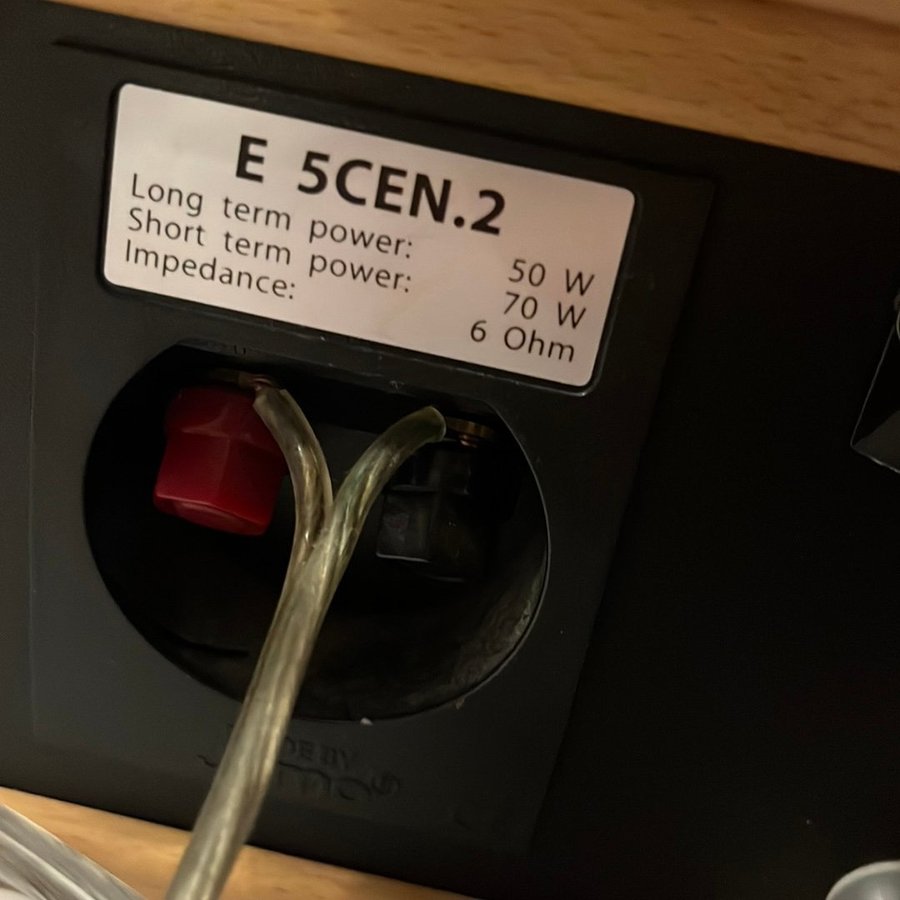 E 5CEN.2
Long term power: 50 W
Short term power: 70 W
Impedance: 6 Ohm